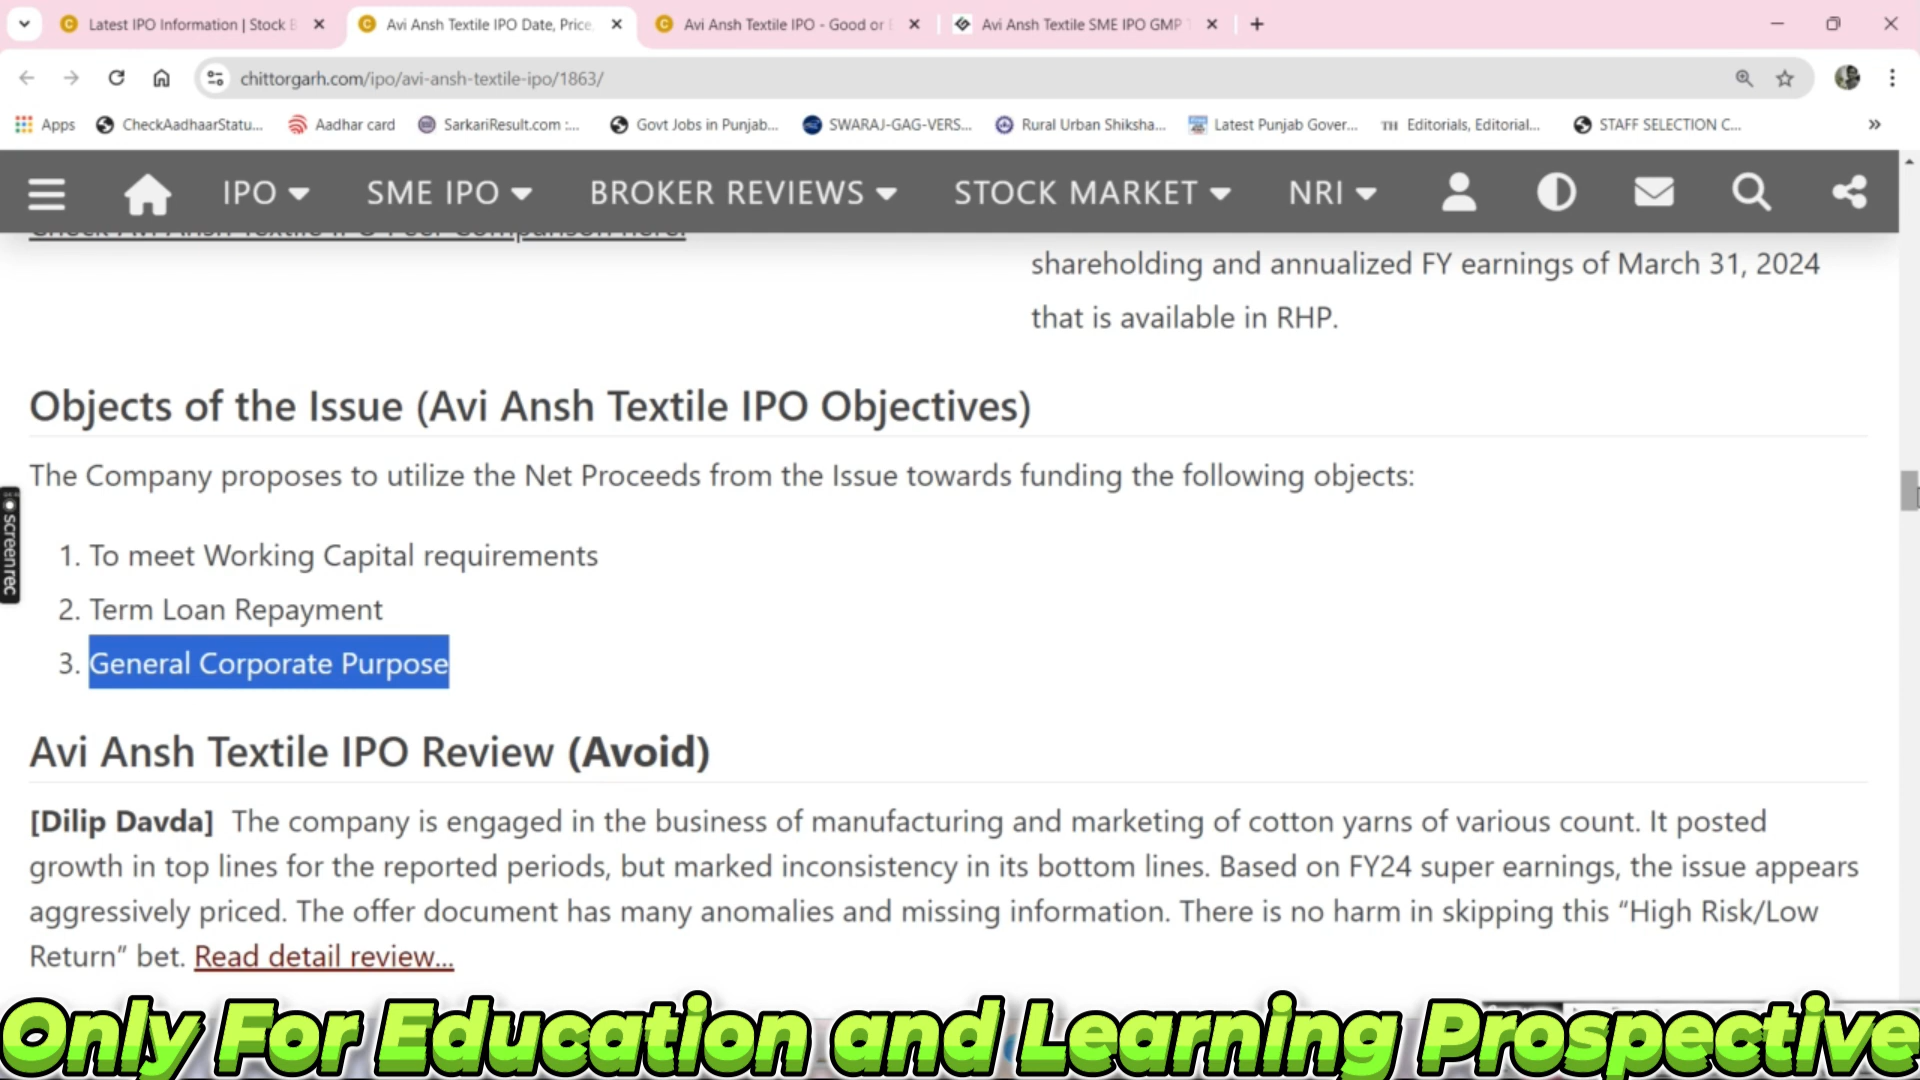 Latest IPO Information | Stock B
Avi Ansh Textile IPO Date, Price,
Avi Ansh Textile IPO - Good or B
Avi Ansh Textile SME IPO GMP T
chittorgarh.com/ipo/avi-ansh-textile-ipo/1863/
Apps
CheckAadhaarStatu...
Aadhar card
SarkariResult.com :...
Govt Jobs in Punjab...
SWARAJ-GAG-VERS...
Rural Urban Shiksha...
Latest Punjab Gover...
TH Editorials, Editorial...
STAFF SELECTION C...
IPO
SME IPO
BROKER REVIEWS
STOCK MARKET
NRI
Check Avi Ansh Textile IPO Peer Comparison here.
shareholding and annualized FY earnings of March 31, 2024
that is available in RHP.
Objects of the Issue (Avi Ansh Textile IPO Objectives)
The Company proposes to utilize the Net Proceeds from the Issue towards funding the following objects:
1. To meet Working Capital requirements
2. Term Loan Repayment
3. General Corporate Purpose
screenrec
Avi Ansh Textile IPO Review (Avoid)
[Dilip Davda] The company is engaged in the business of manufacturing and marketing of cotton yarns of various count. It posted
growth in top lines for the reported periods, but marked inconsistency in its bottom lines. Based on FY24 super earnings, the issue appears
aggressively priced. The offer document has many anomalies and missing information. There is no harm in skipping this “High Risk/Low
Return” bet. Read detail review...
Only For Education and Learning Prospective